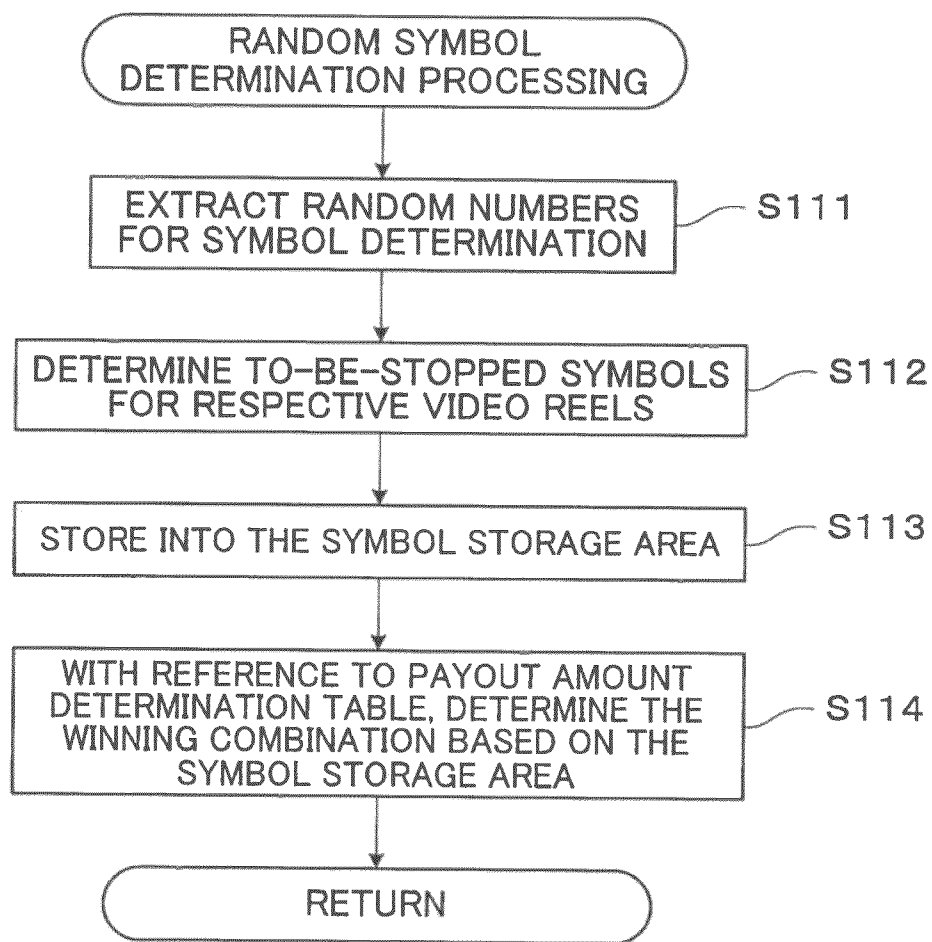 RANDOM SYMBOL
DETERMINATION PROCESSING
EXTRACT RANDOM NUMBERS
FOR SYMBOL DETERMINATION
S111
DETERMINE TO-BE-STOPPED SYMBOLS
FOR RESPECTIVE VIDEO REELS
S112
STORE INTO THE SYMBOL STORAGE AREA
S113
WITH REFERENCE TO PAYOUT AMOUNT
DETERMINATION TABLE, DETERMINE THE
WINNING COMBINATION BASED ON THE
SYMBOL STORAGE AREA
S114
RETURN